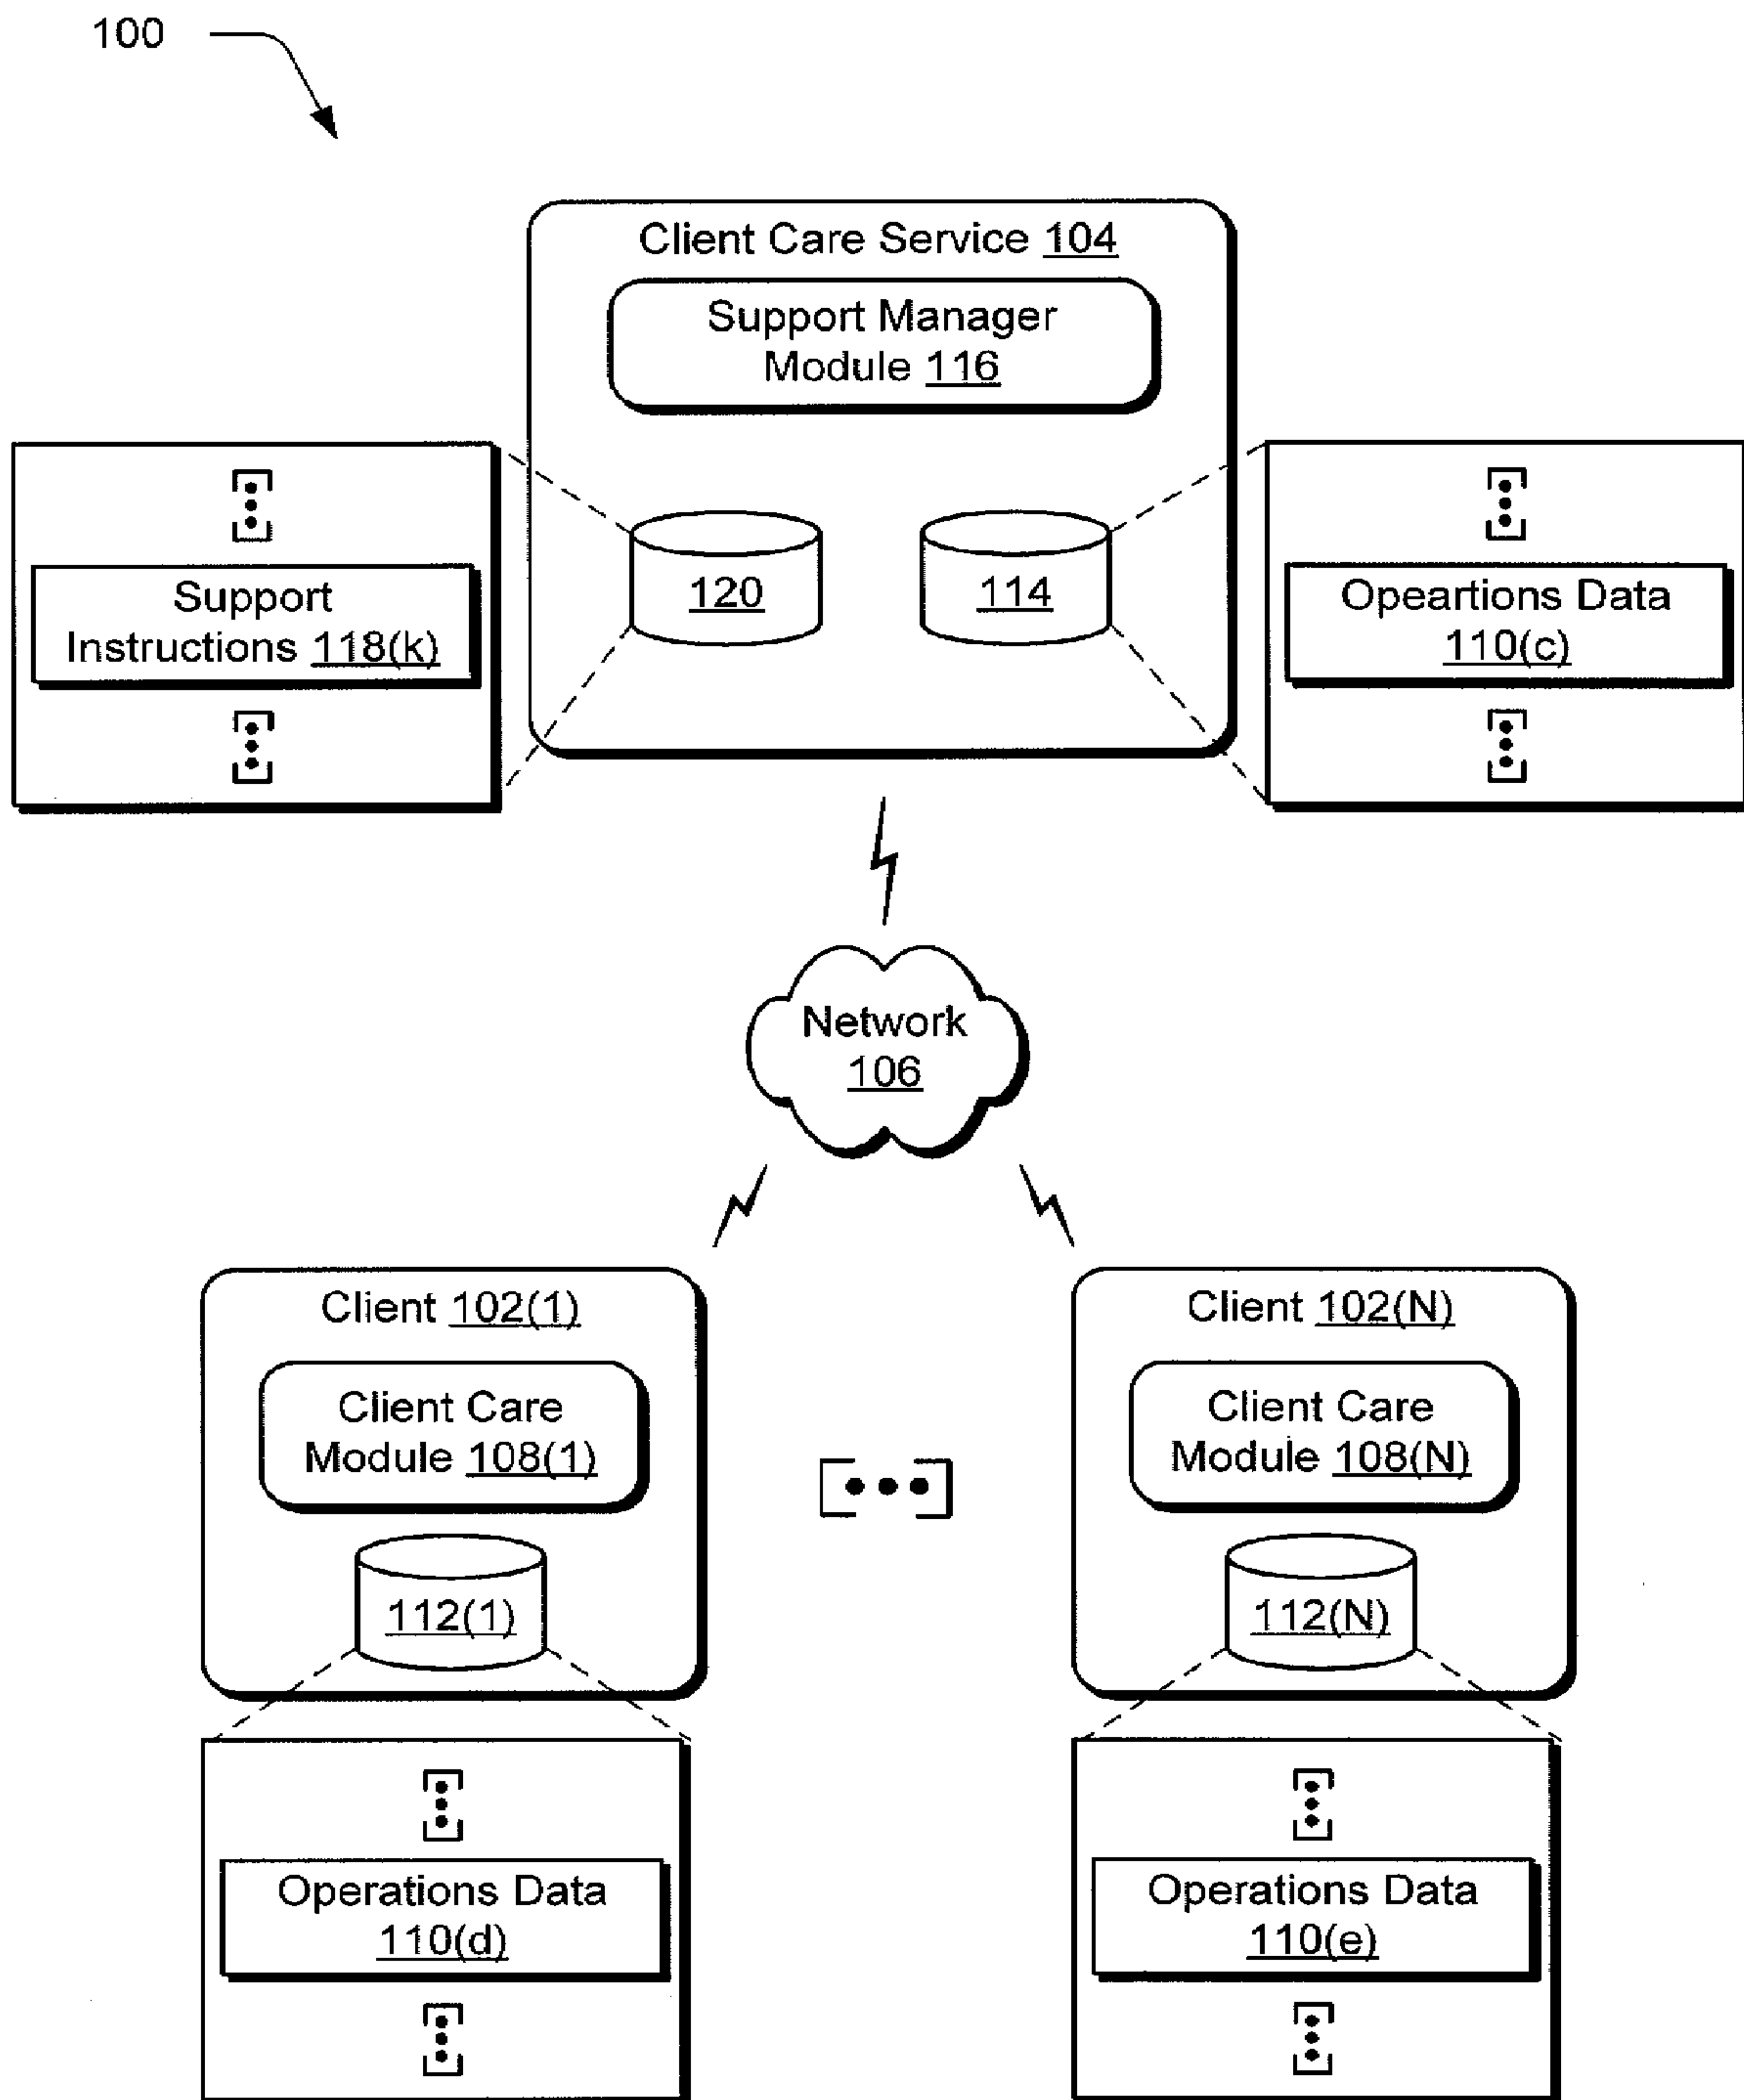 100
Client Care Service 104
Support Manager
Module 116
Support
Instructions 118(k)
120
114
Opeartions Data
110(c)
Network
106
Client 102(1)
Client Care
Module 108(1)
112(1)
Operations Data
110(d)
Client 102(N)
Client Care
Module 108(N)
112(N)
Operations Data
110(e)